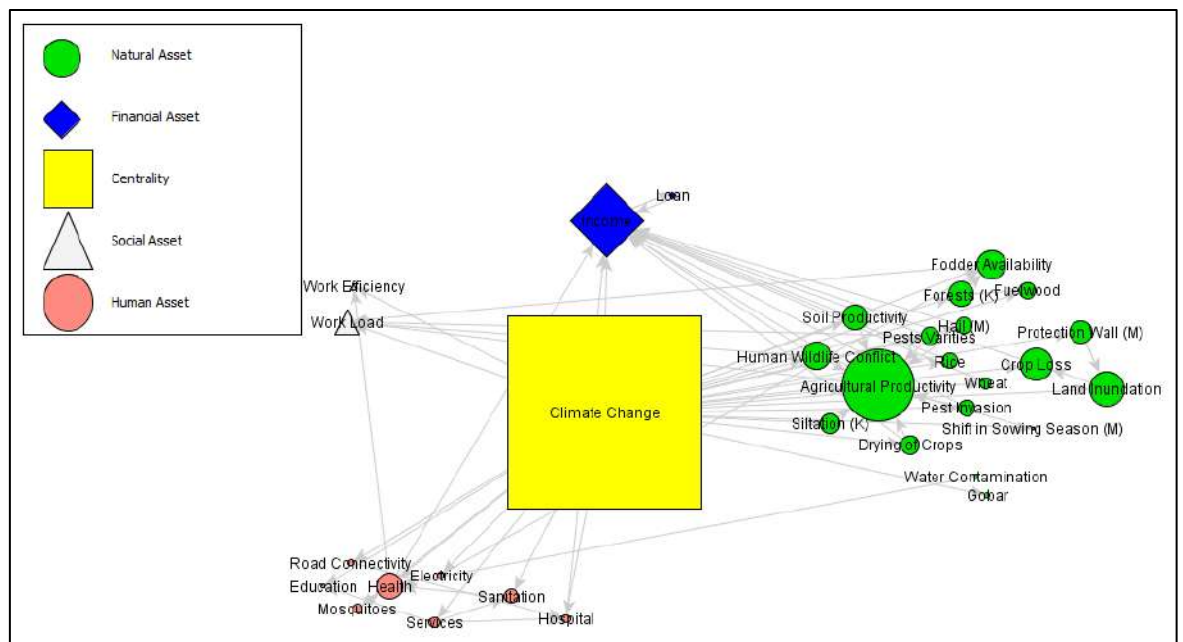 Natural Asset
Financial Asset
Centrality
Social Asset
Human Asset
Loan
Income
Work Efficiency
Work Load
Fodder Availability
Forests (K)
Fuelwood
Soil Productivity
Hail (M)
Pests Varities
Protection Wall (M)
Human Wildlife Conflict
Rice
Crop Loss
Agricultural Productivity
Wheat
Land Inundation
Climate Change
Pest Invasion
Siltation (K)
Shift in Sowing Season (M)
Drying of Crops
Water Contamination
Gobar
Road Connectivity
Electricity
Education
Health
Sanitation
Mosquitoes
Services
Hospital